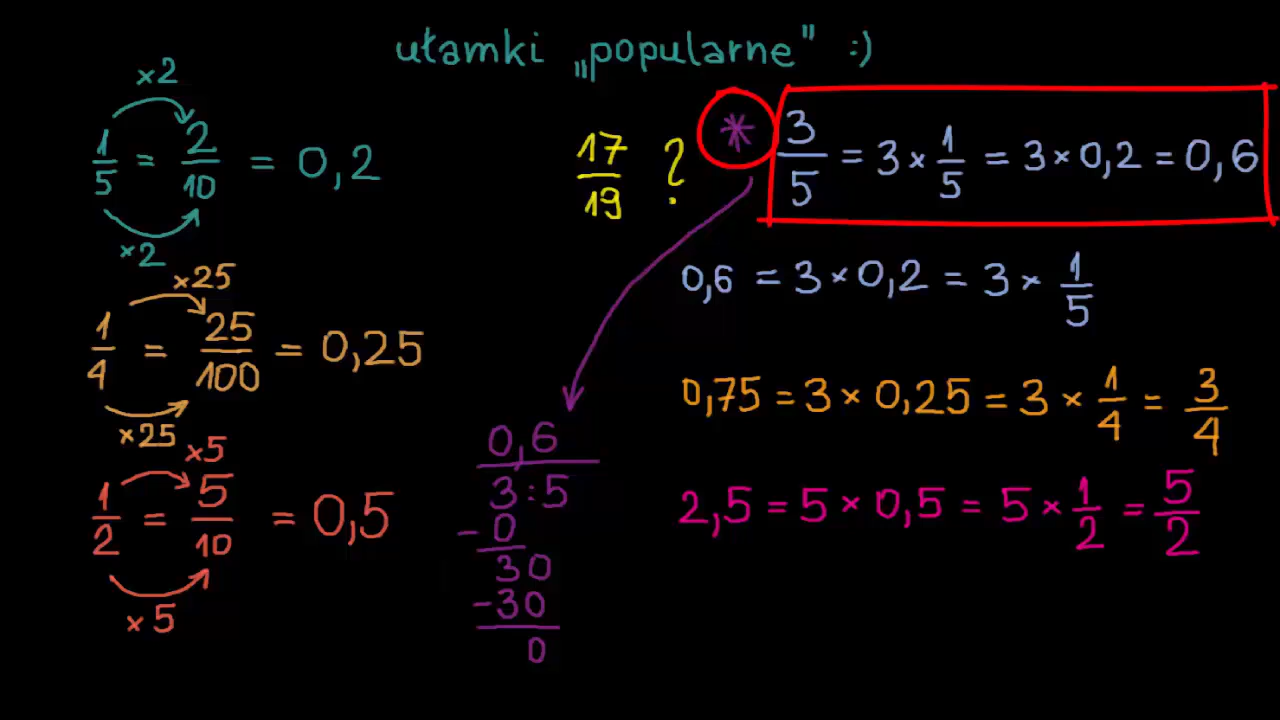 utamki „popularne” :)
×2
1/5 = 2/10 = 0,2
×2
×25
1/4 = 25/100 = 0,25
×25
×5
1/2 = 5/10 = 0,5
×5
17/19 ?
*
3/5 = 3 × 1/5 = 3 × 0,2 = 0,6
0,6 = 3 × 0,2 = 3 × 1/5
0,75 = 3 × 0,25 = 3 × 1/4 = 3/4
2,5 = 5 × 0,5 = 5 × 1/2 = 5/2
0,6
3:5
- 0
30
-30
0